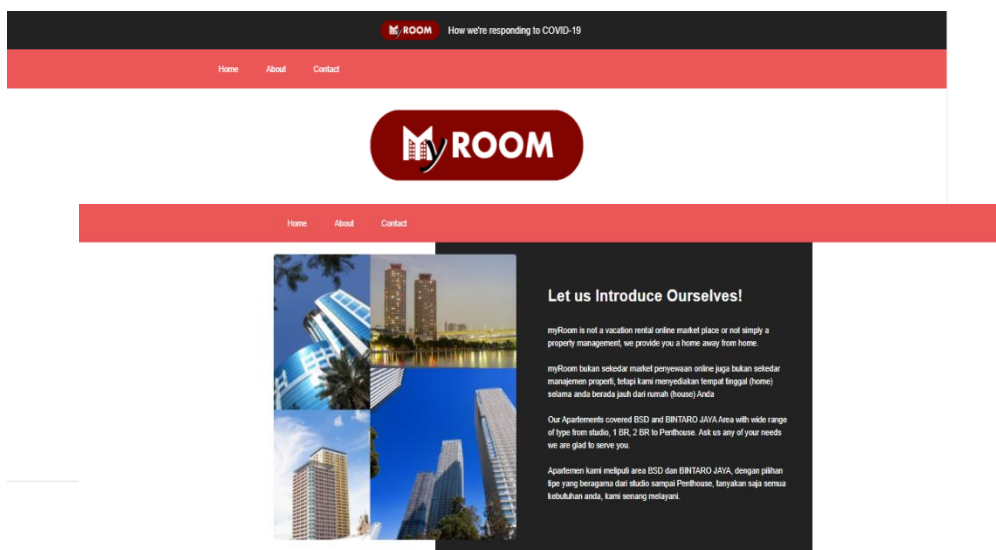 MyROOM How we're responding to COVID-19
Home About Contact
MyROOM
Home About Contact
Let us Introduce Ourselves!
myRoom is not a vacation rental online market place or not simply a
property management, we provide you a home away from home.
myRoom bukan sekedar market penyewaan online juga bukan sekedar
manajemen properti, tetapi kami menyediakan tempat tinggal (home)
selama anda berada jauh dari rumah (house) Anda
Our Apartements covered BSD and BINTARO JAYA Area with wide range
of type from studio, 1 BR, 2 BR to Penthouse. Ask us any of your needs
we are glad to serve you.
Apartemen kami meliputi area BSD dan BINTARO JAYA, dengan pilihan
tipe yang beragama dari studio sampai Penthouse, tanyakan saja semua
kebutuhan anda, kami senang melayani.